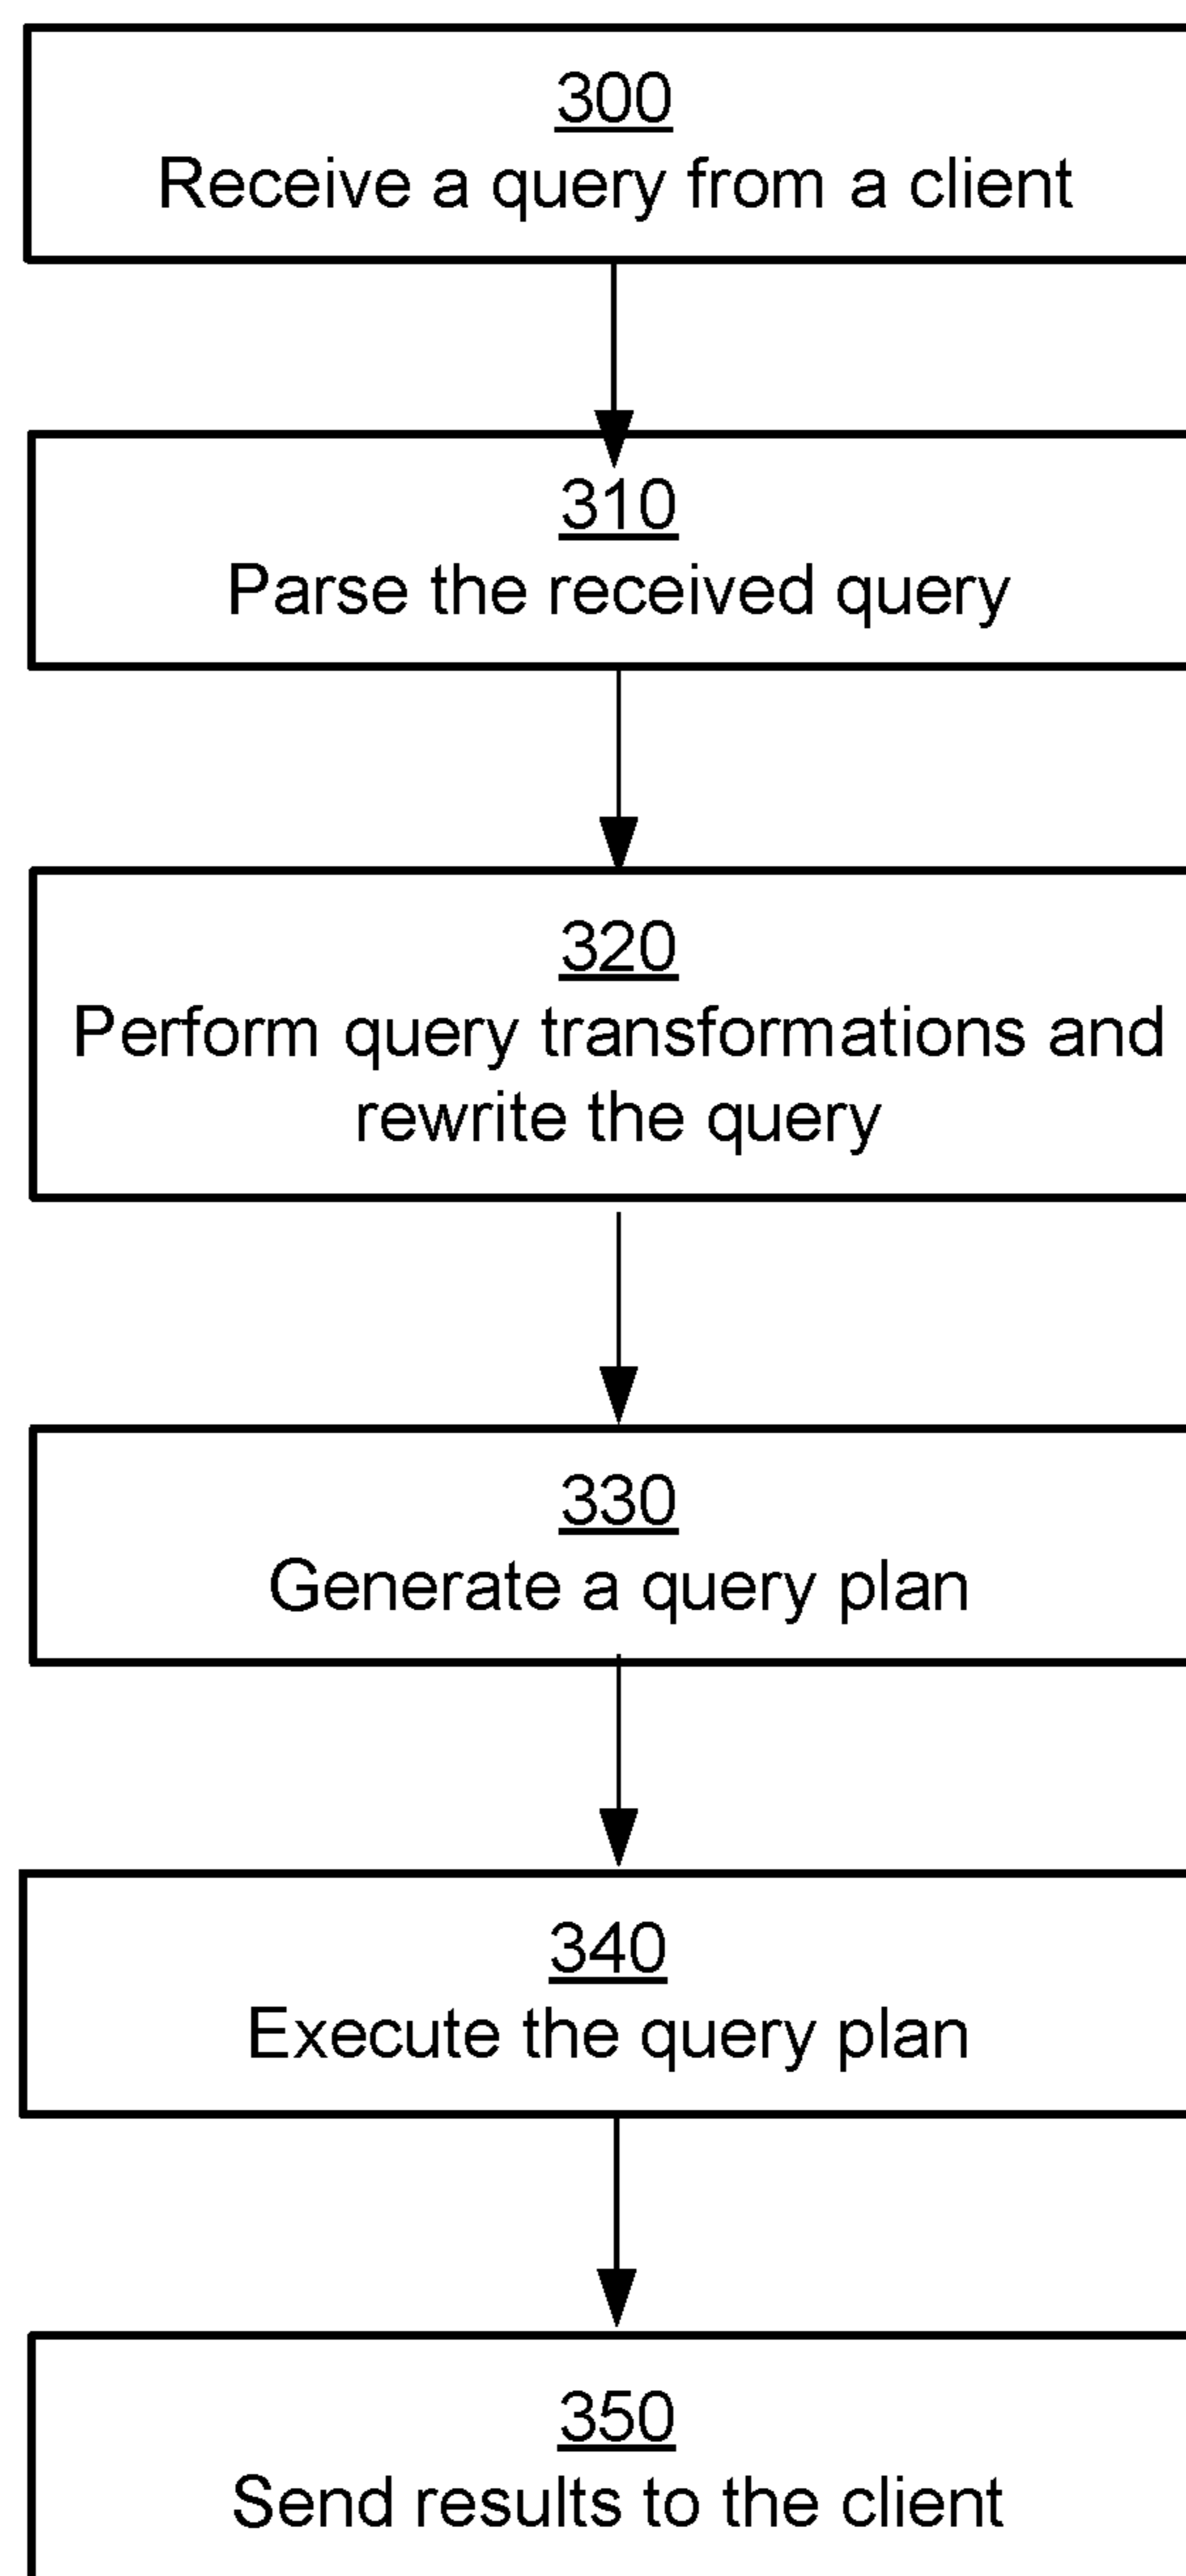 300
Receive a query from a client
310
Parse the received query
320
Perform query transformations and
rewrite the query
330
Generate a query plan
340
Execute the query plan
350
Send results to the client